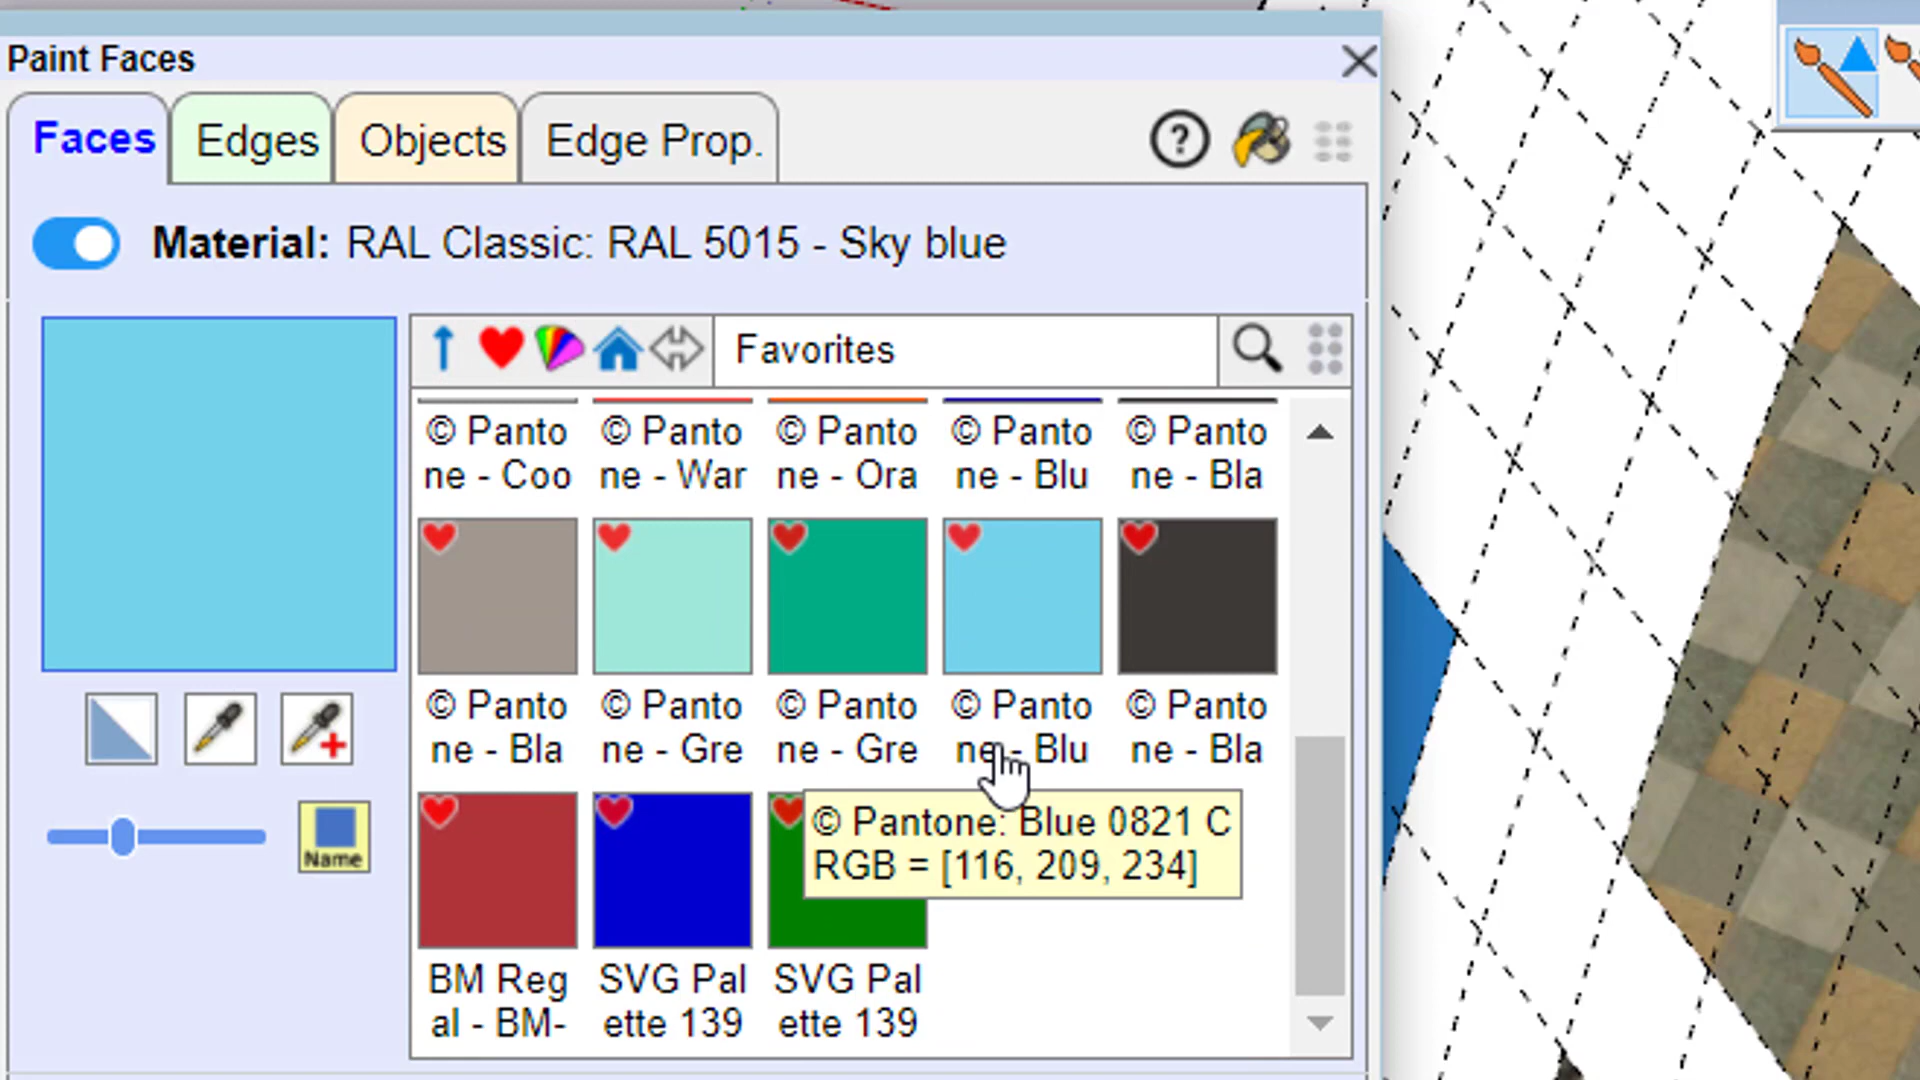 Paint Faces
Faces Edges Objects Edge Prop.
Material: RAL Classic: RAL 5015 - Sky blue
Favorites
© Panto
ne - Coo
© Panto
ne - War
© Panto
ne - Ora
© Panto
ne - Blu
© Panto
ne - Bla
© Panto
ne - Bla
© Panto
ne - Gre
© Panto
ne - Gre
© Panto
ne - Blu
© Panto
ne - Bla
Name
© Pantone: Blue 0821 C
RGB = [116, 209, 234]
BM Reg
al - BM-
SVG Pal
ette 139
SVG Pal
ette 139